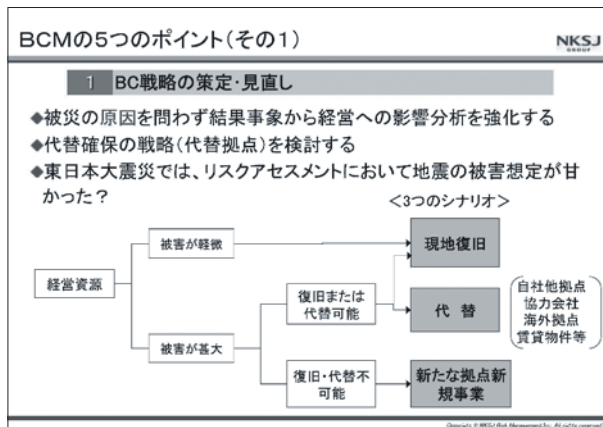 BCMの5つのポイント(その1)
NKSJ
GROUP
1 BC戦略の策定・見直し
◆被災の原因を問わず結果事象から経営への影響分析を強化する
◆代替確保の戦略(代替拠点)を検討する
◆東日本大震災では、リスクアセスメントにおいて地震の被害想定が甘
かった?
<3つのシナリオ>
経営資源
被害が軽微
被害が甚大
復旧または
代替可能
復旧・代替不
可能
現地復旧
代 替
新たな拠点新
規事業
自社他拠点
協力会社
海外拠点
賃貸物件等
Copyright © NKSJ Risk Management Inc. All rights reserved.